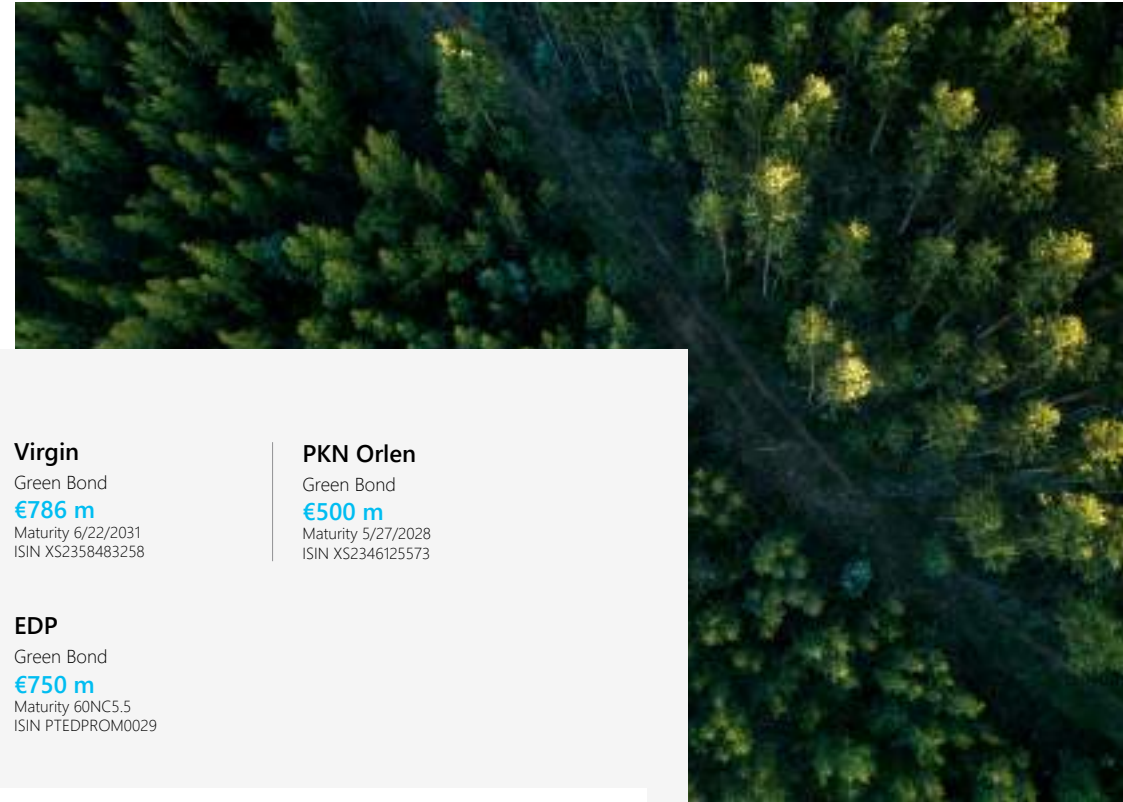 Virgin
Green Bond
€786 m
Maturity 6/22/2031
ISIN XS2358483258
PKN Orlen
Green Bond
€500 m
Maturity 5/27/2028
ISIN XS2346125573
EDP
Green Bond
€750 m
Maturity 60NC5.5
ISIN PTEDPROM0029